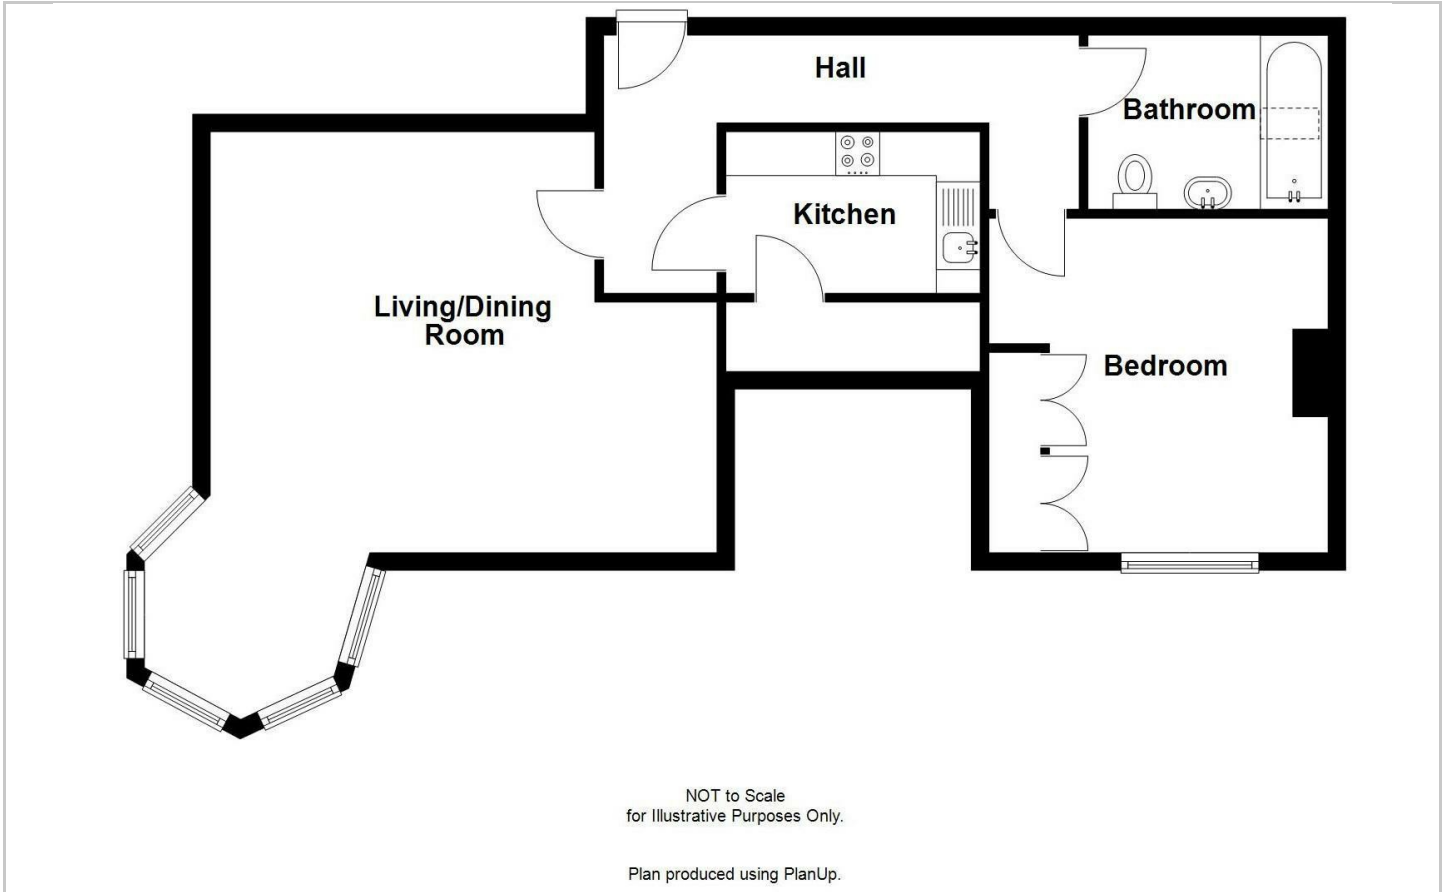 Hall
Bathroom
Kitchen
Living/Dining
Room
Bedroom
NOT to Scale
for Illustrative Purposes Only.
Plan produced using PlanUp.